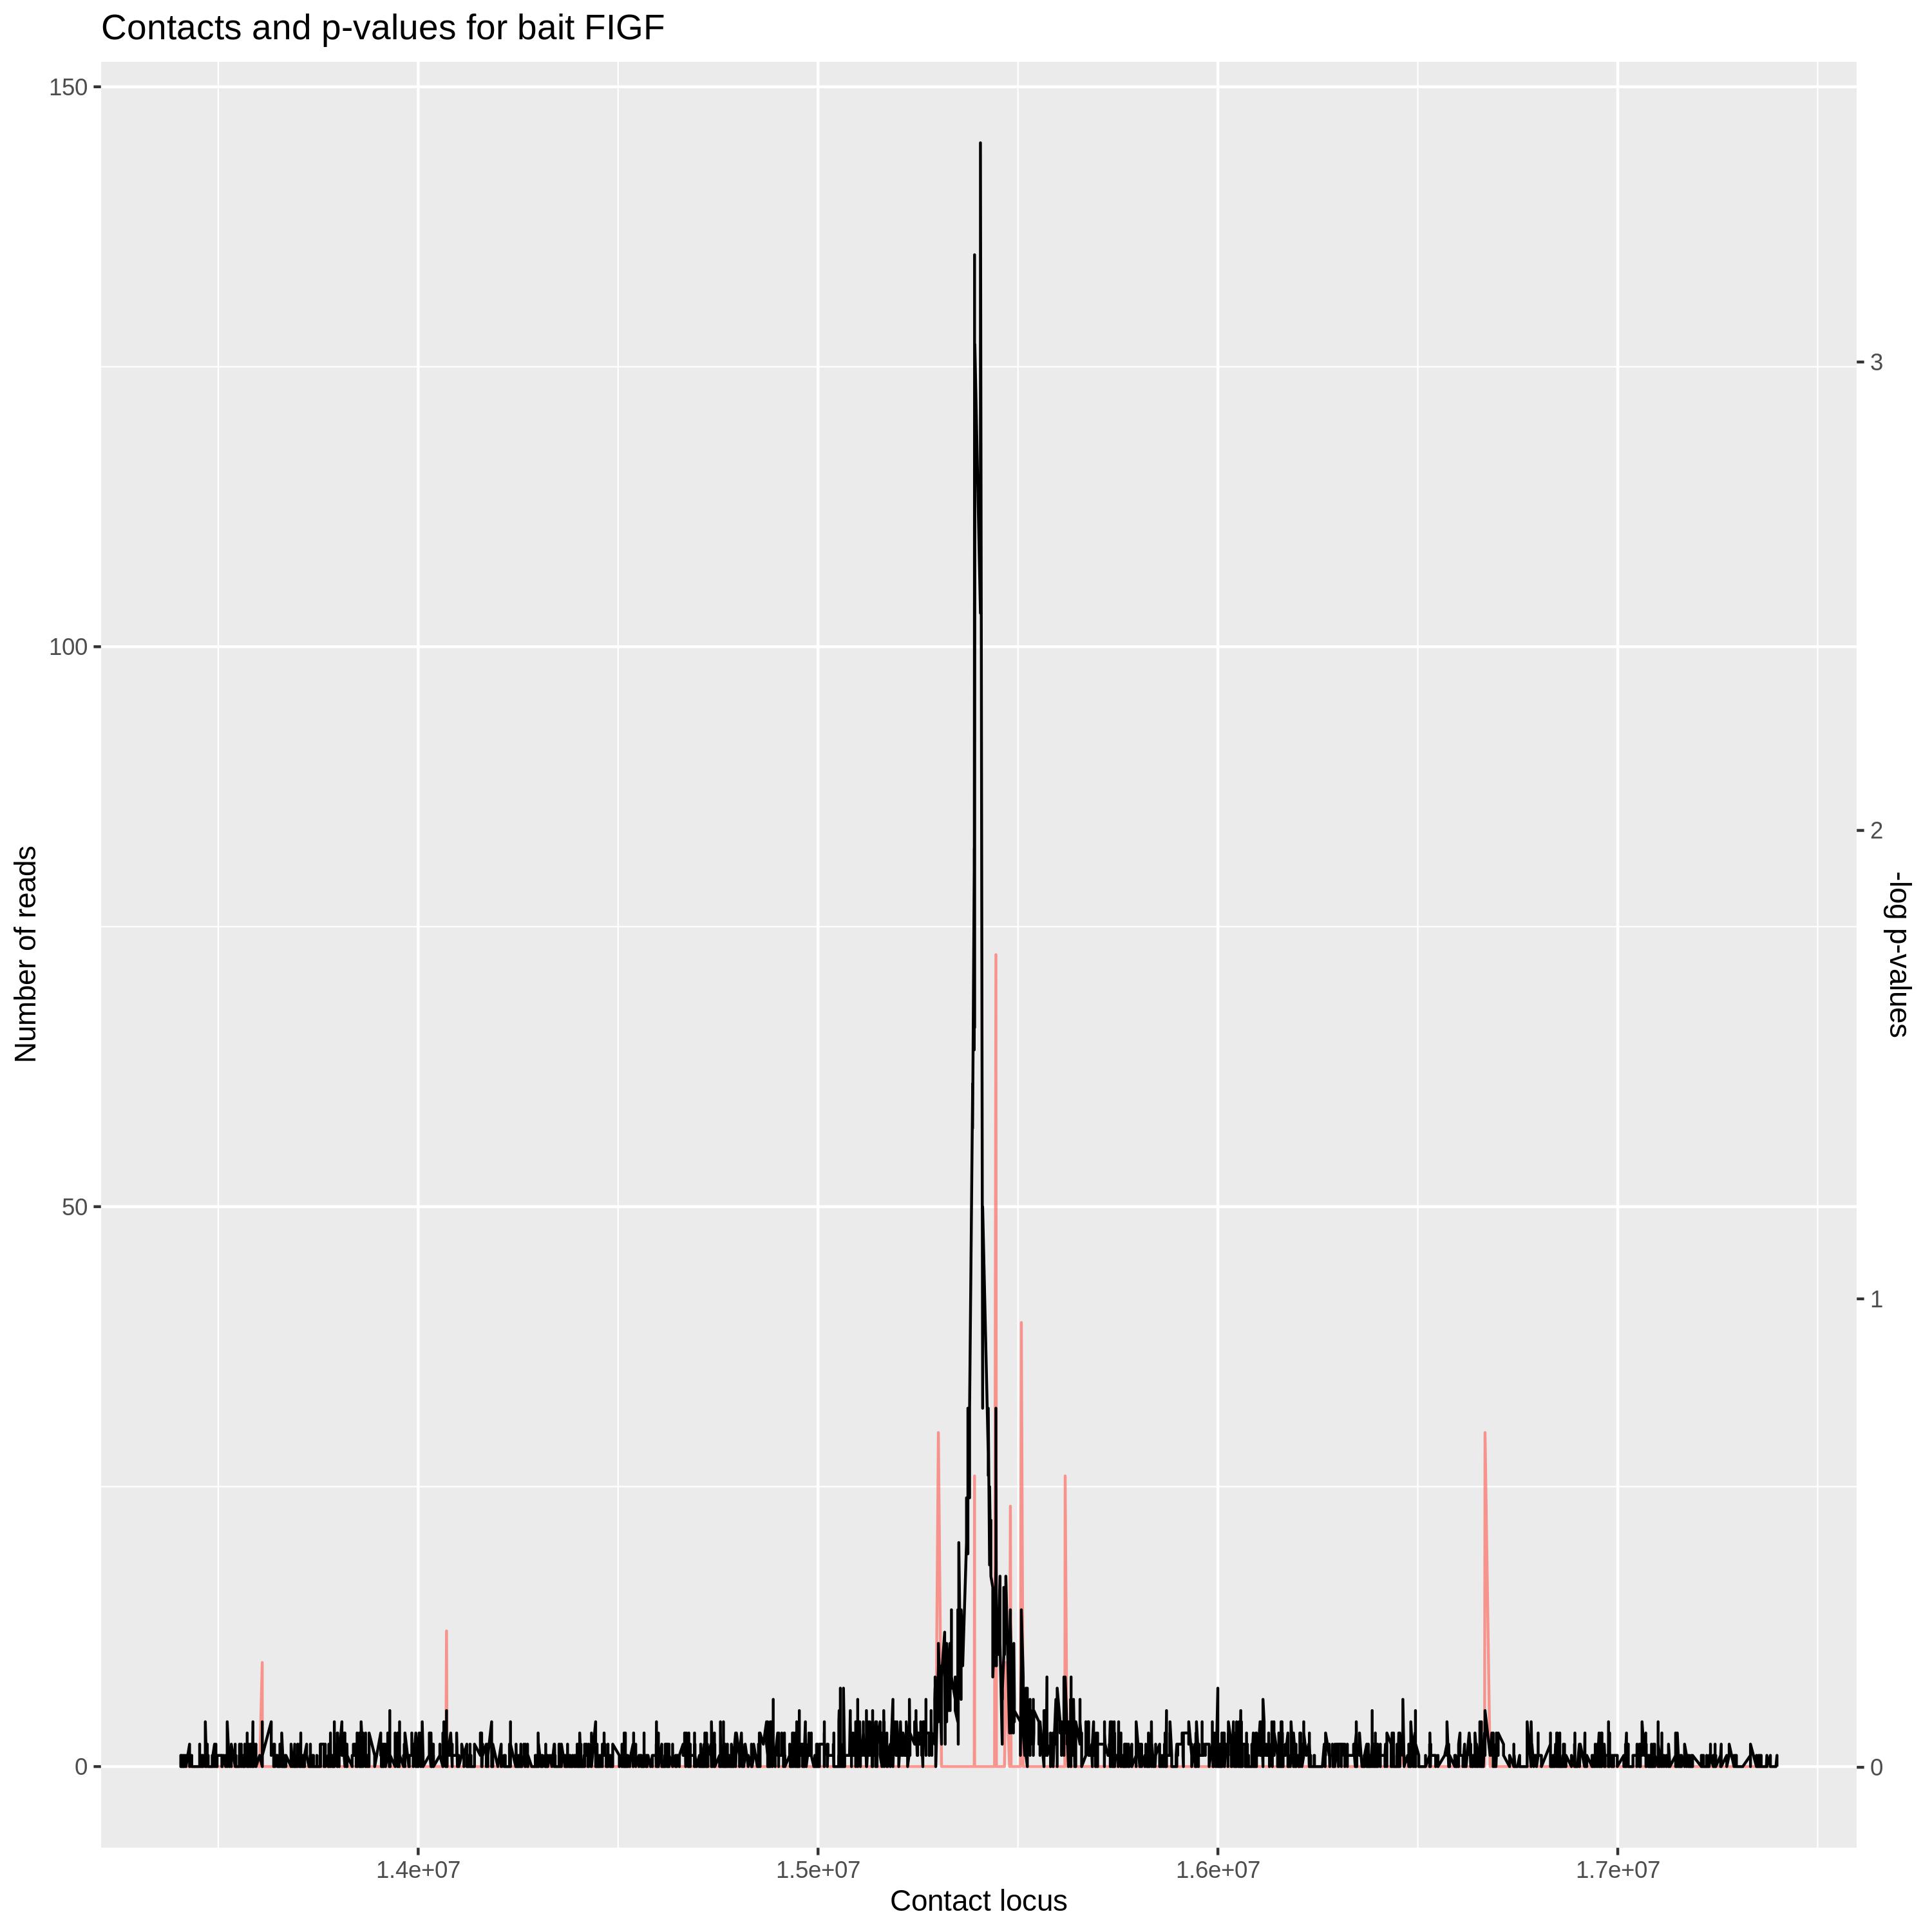 Contacts and p-values for bait FIGF
150
100
50
0
Number of reads
3
2
1
0
-log p-values
1.4e+07 1.5e+07 1.6e+07 1.7e+07
Contact locus